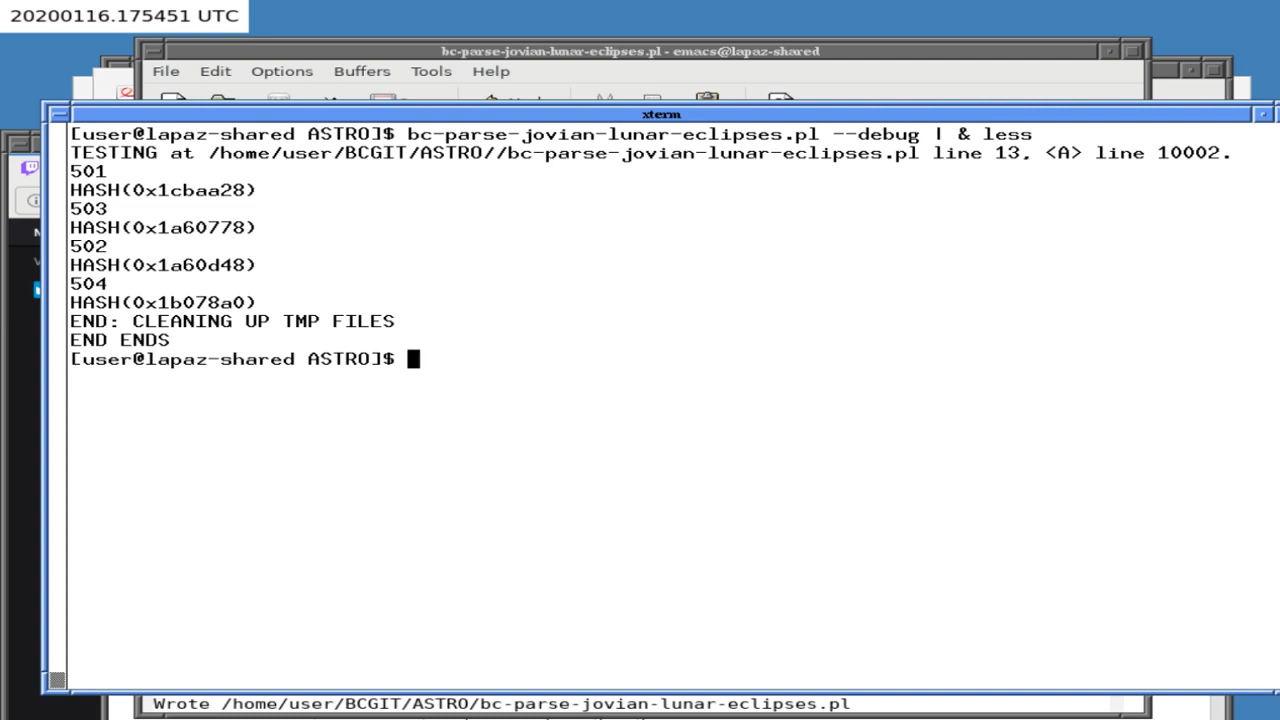 20200116.175451 UTC
bc-parse-jovian-lunar-eclipses.pl - emacs@lapaz-shared
File Edit Options Buffers Tools Help
xterm
[user@lapaz-shared ASTRO]$ bc-parse-jovian-lunar-eclipses.pl --debug | & less
TESTING at /home/user/BCGIT/ASTRO//bc-parse-jovian-lunar-eclipses.pl line 13, <A> line 10002.
501
HASH(0x1cbaa28)
503
HASH(0x1a60778)
502
HASH(0x1a60d48)
504
HASH(0x1b078a0)
END: CLEANING UP TMP FILES
END ENDS
[user@lapaz-shared ASTRO]$
Wrote /home/user/BCGIT/ASTRO/bc-parse-jovian-lunar-eclipses.pl